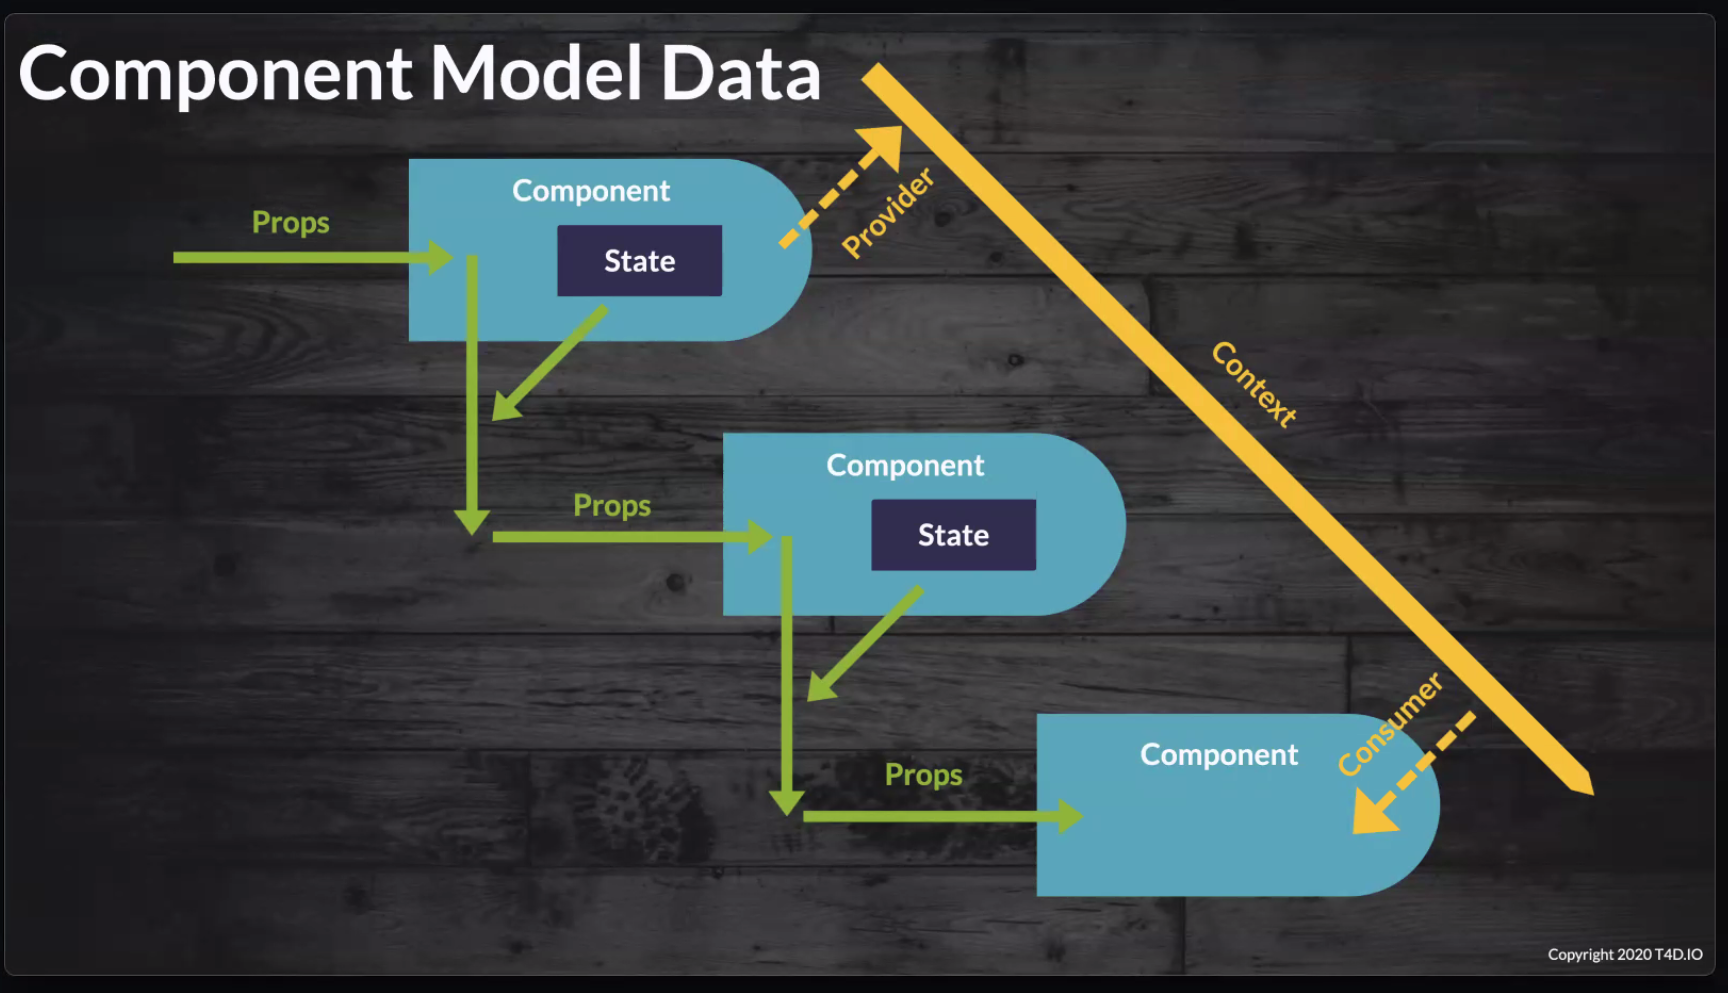 Component Model Data
Component
Props
State
Provider
Context
Component
Props
State
Consumer
Component
Props
Copyright 2020 T4D.IO